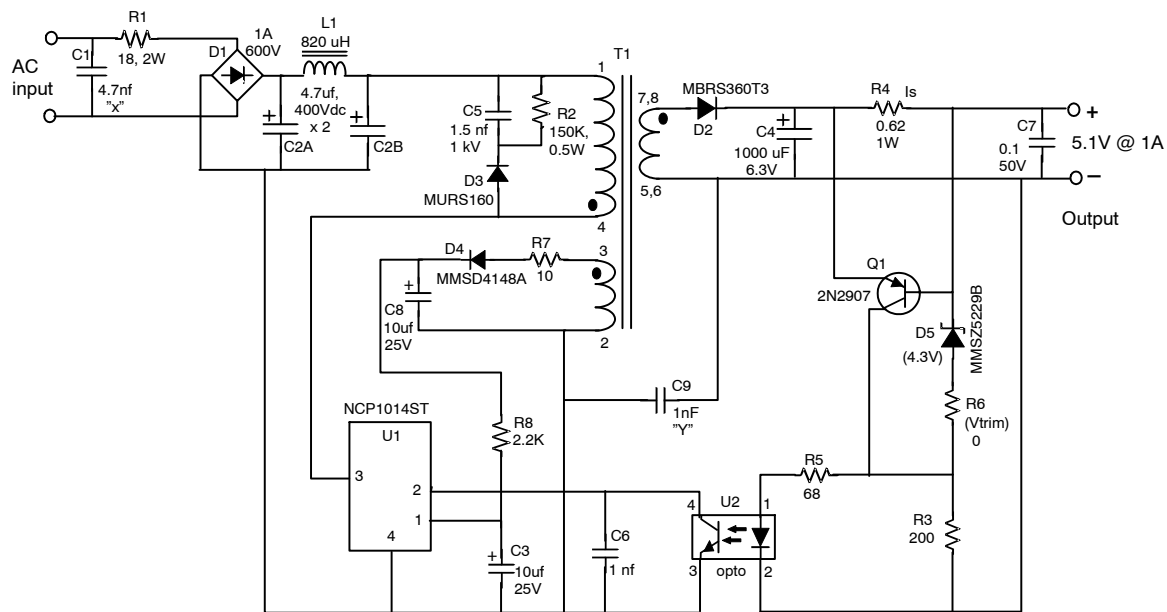 R1
18, 2W
C1
4.7nf
"x"
AC
input
D1
1A
600V
L1
820 uH
4.7uf,
400Vdc
x 2
C2A
C2B
C5
1.5 nf
1 kV
R2
150K,
0.5W
D3
MURS160
T1
1
4
3
2
7,8
5,6
MBRS360T3
D2
C4
1000 uF
6.3V
R4
Is
0.62
1W
C7
0.1
50V
+
5.1V @ 1A
−
Output
D4
MMSD4148A
R7
10
C8
10uf
25V
Q1
2N2907
D5
(4.3V)
MMSZ5229B
R6
(Vtrim)
0
C9
1nF
"Y"
NCP1014ST
U1
3
2
1
4
R8
2.2K
C3
10uf
25V
C6
1 nf
U2
4
1
3
opto
2
R5
68
R3
200